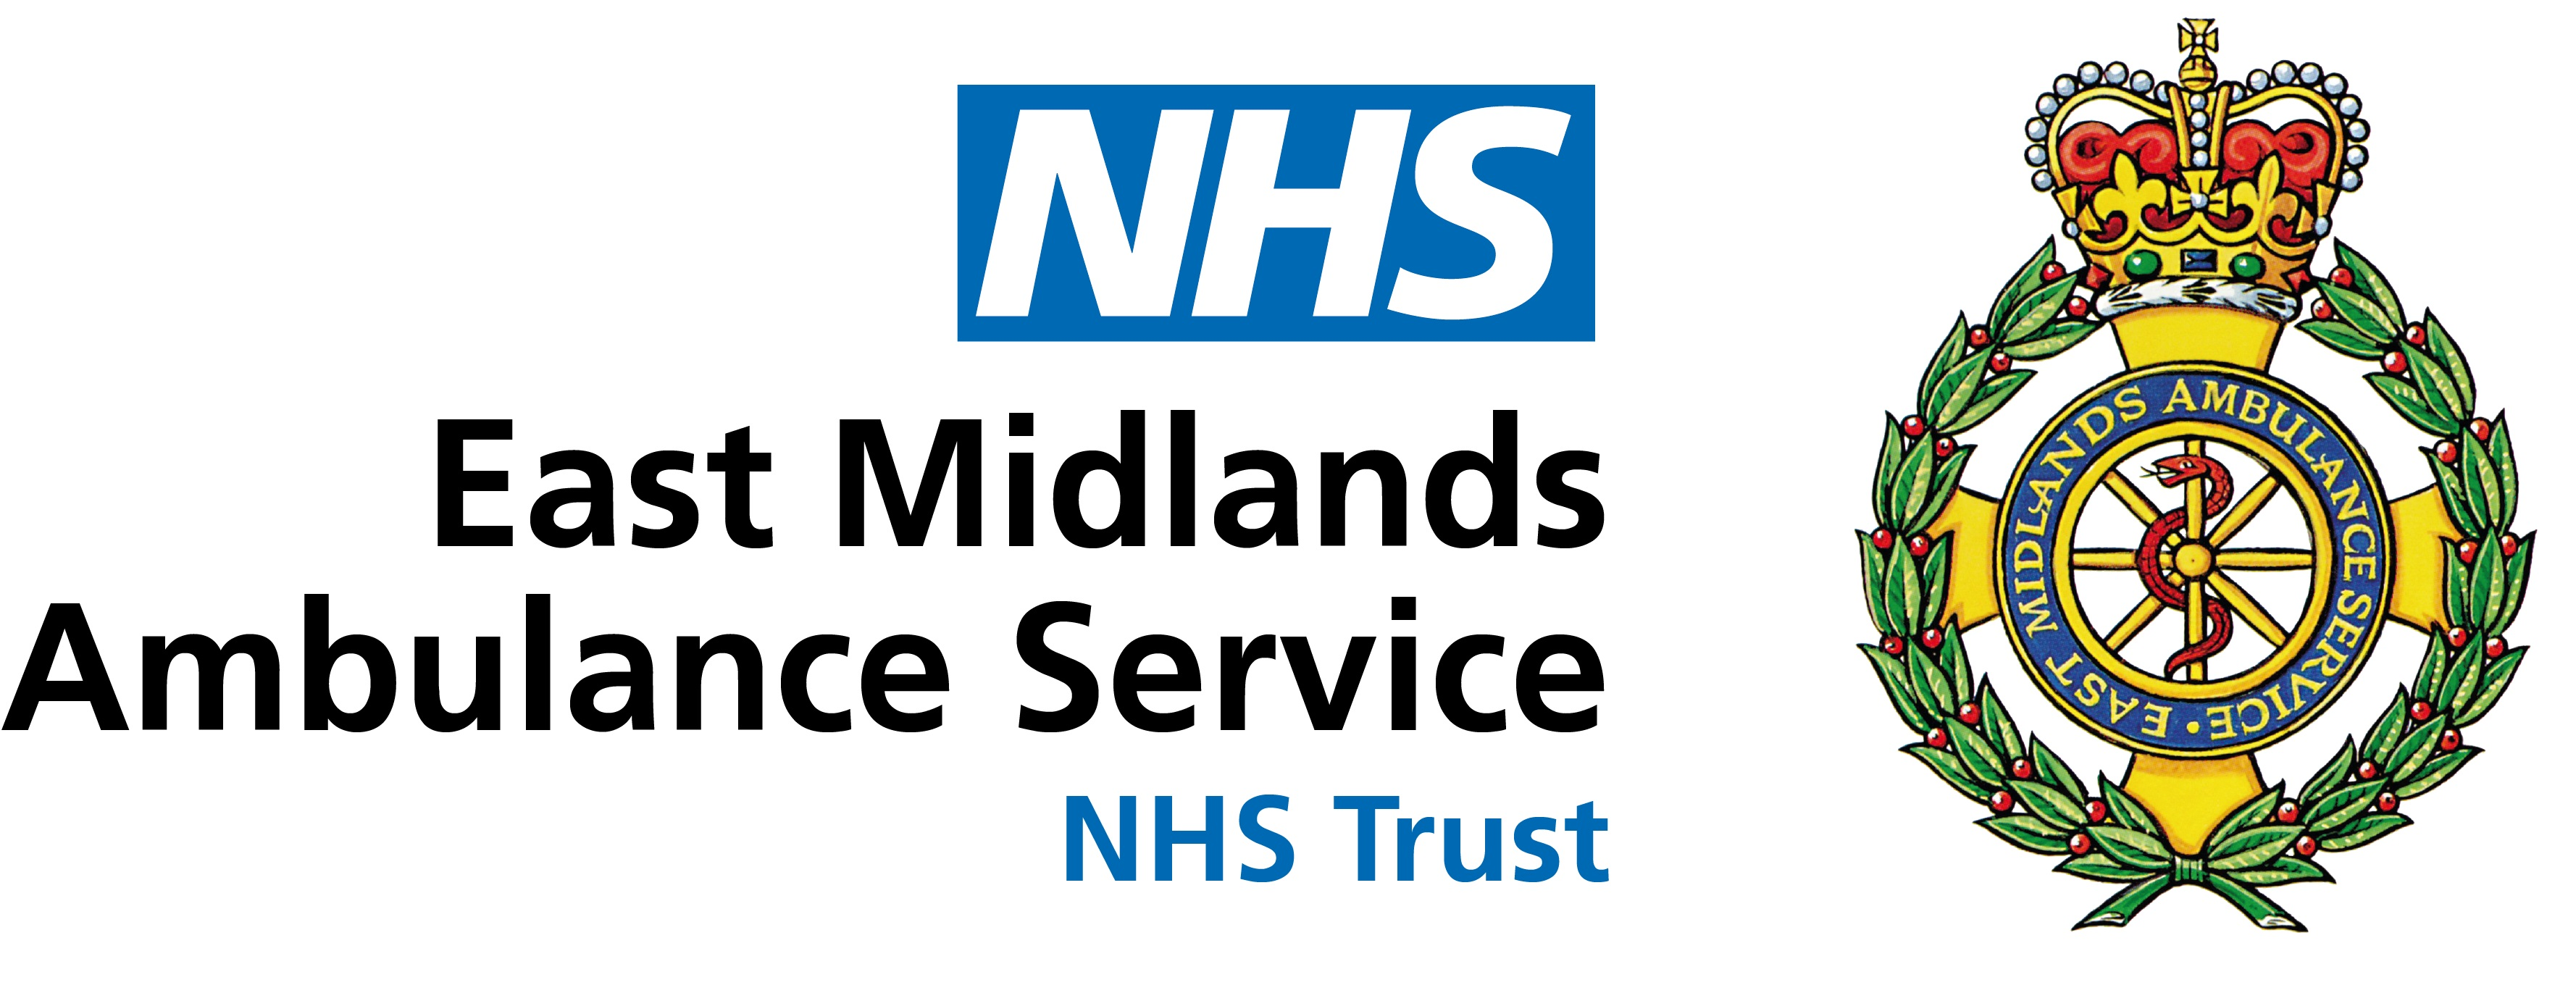 NHS
East Midlands
Ambulance Service
NHS Trust
EAST MIDLANDS AMBULANCE SERVICE •